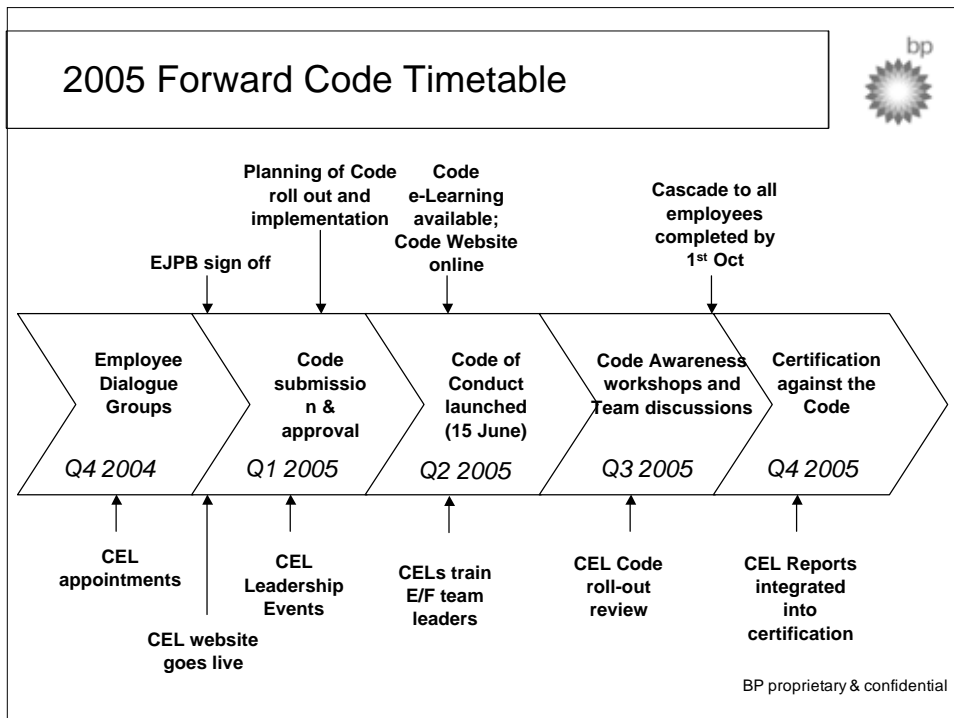 bp
2005 Forward Code Timetable
Planning of Code
roll out and
implementation
Code
e-Learning
available;
Code Website
online
Cascade to all
employees
completed by
1st Oct
EJPB sign off
Employee
Dialogue
Groups
Q4 2004
Code
submissio
n &
approval
Q1 2005
Code of
Conduct
launched
(15 June)
Q2 2005
Code Awareness
workshops and
Team discussions
Q3 2005
Certification
against the
Code
Q4 2005
CEL
appointments
CEL website
goes live
CEL
Leadership
Events
CELs train
E/F team
leaders
CEL Code
roll-out
review
CEL Reports
integrated
into
certification
BP proprietary & confidential